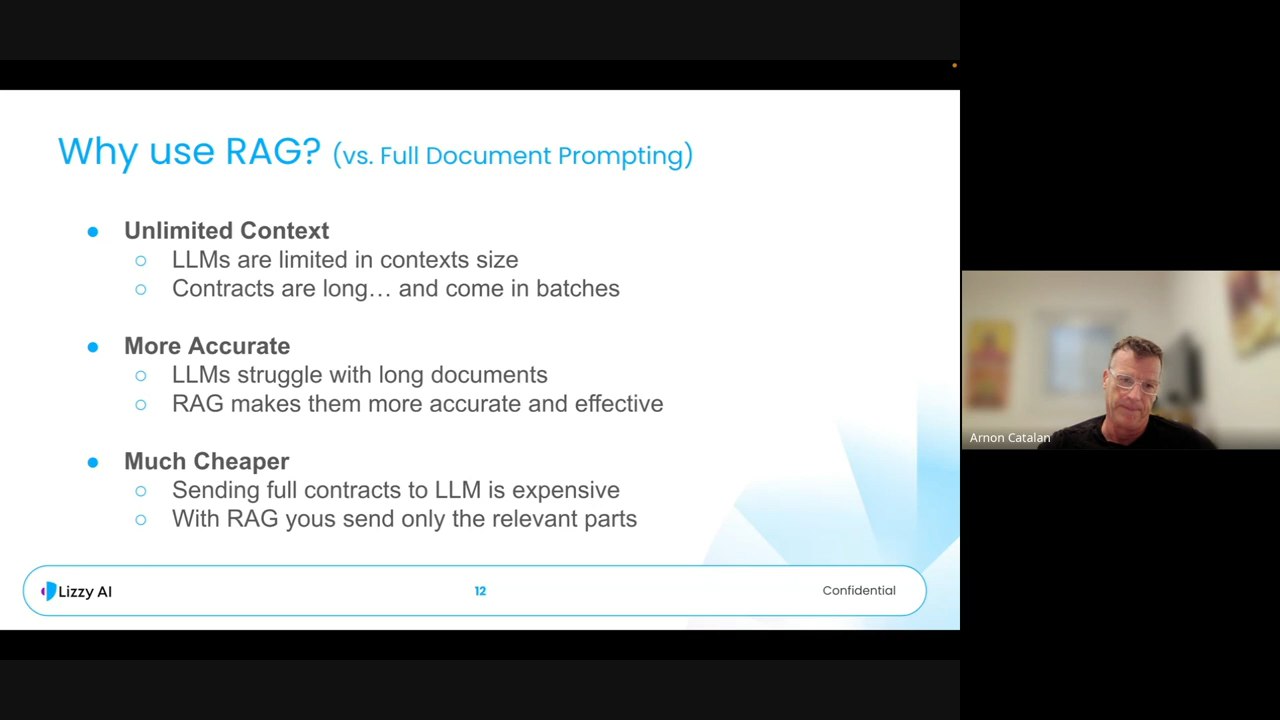 Why use RAG? (vs. Full Document Prompting)
● Unlimited Context
○ LLMs are limited in contexts size
○ Contracts are long… and come in batches
● More Accurate
○ LLMs struggle with long documents
○ RAG makes them more accurate and effective
● Much Cheaper
○ Sending full contracts to LLM is expensive
○ With RAG yous send only the relevant parts
Lizzy AI
12
Confidential
Arnon Catalan